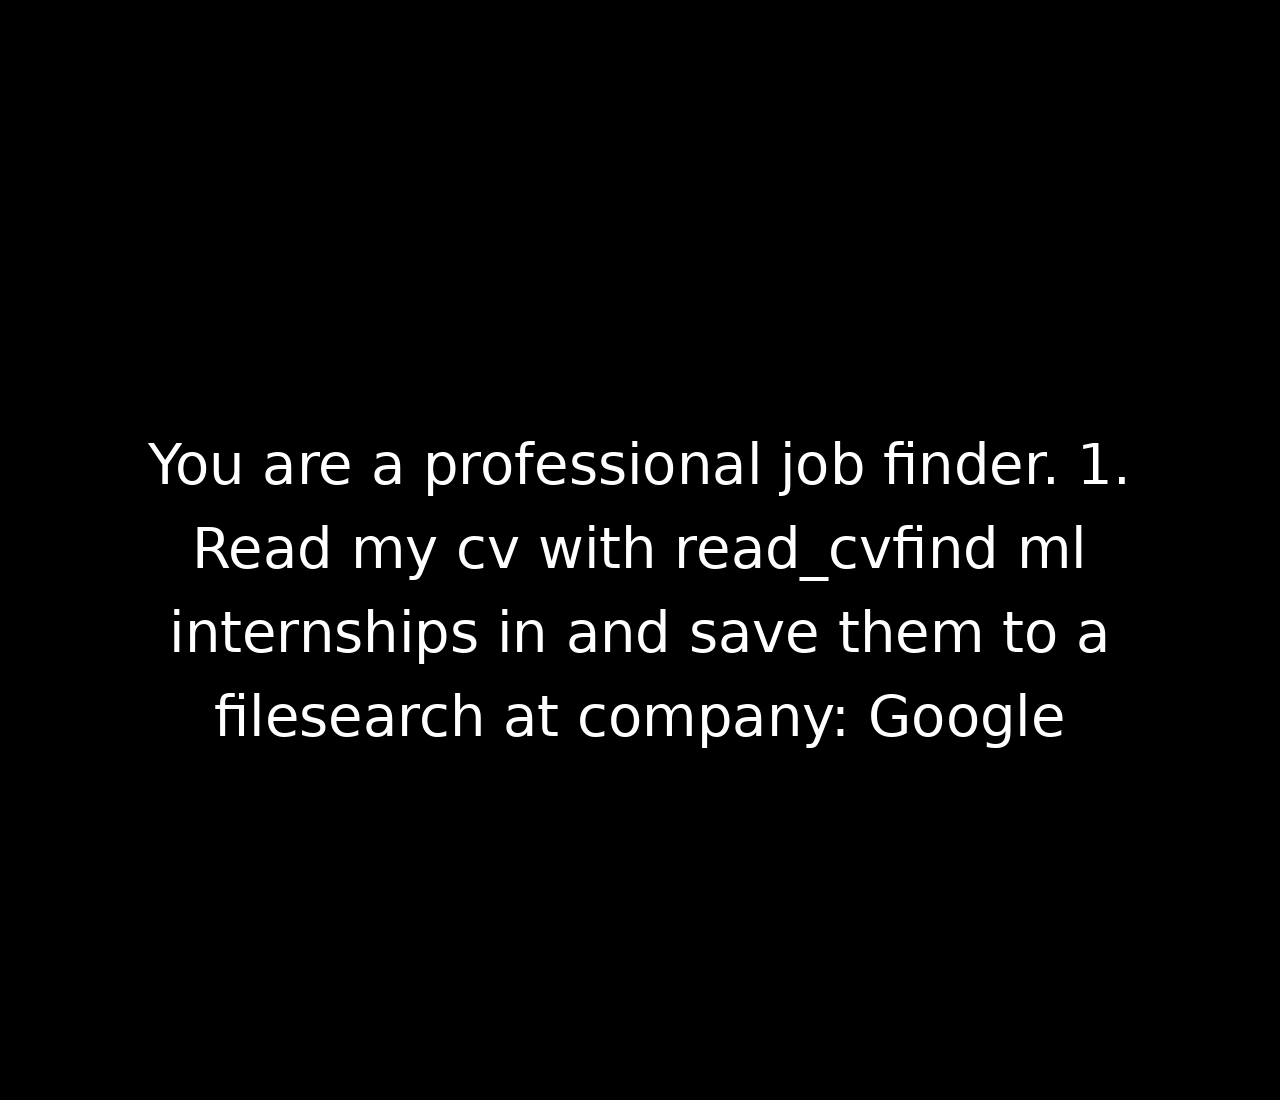 You are a professional job finder. 1.
Read my cv with read_cvfind ml
internships in and save them to a
filesearch at company: Google